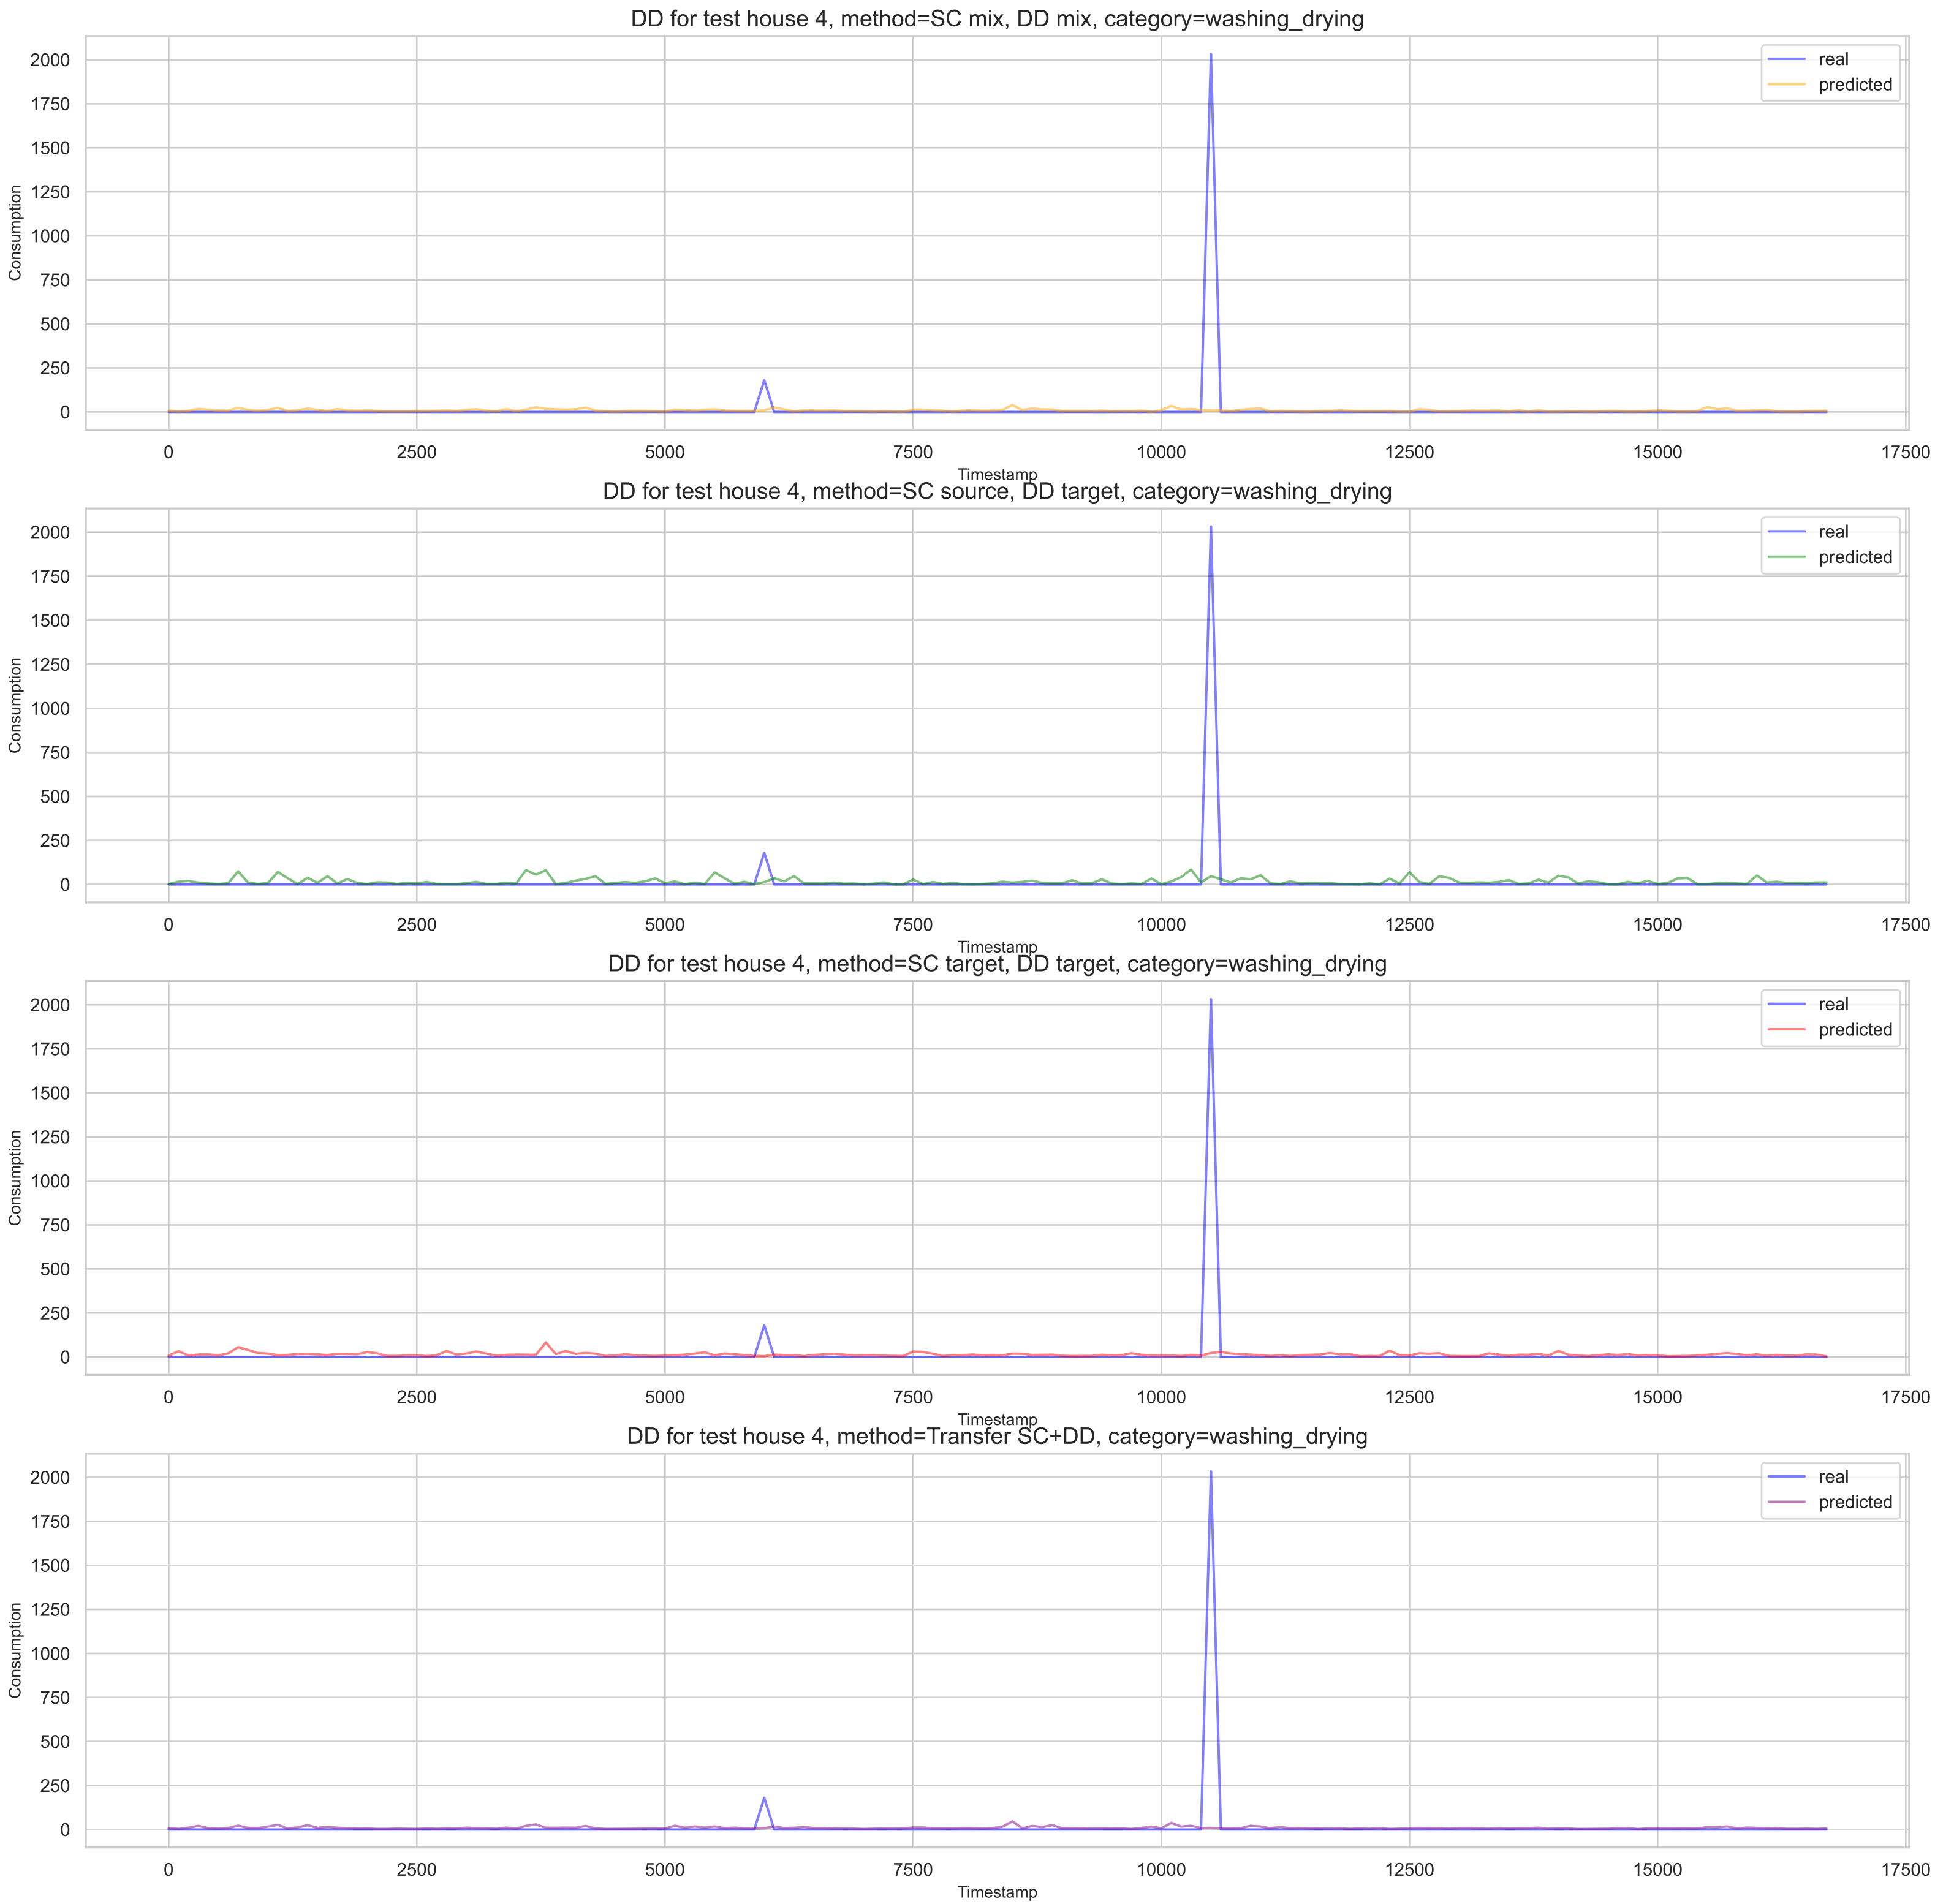 DD for test house 4, method=SC mix, DD mix, category=washing_drying
real
predicted
2000
1750
1500
1250
1000
750
500
250
0
Consumption
0 2500 5000 7500 10000 12500 15000 17500
Timestamp
DD for test house 4, method=SC source, DD target, category=washing_drying
real
predicted
2000
1750
1500
1250
1000
750
500
250
0
Consumption
0 2500 5000 7500 10000 12500 15000 17500
Timestamp
DD for test house 4, method=SC target, DD target, category=washing_drying
real
predicted
2000
1750
1500
1250
1000
750
500
250
0
Consumption
0 2500 5000 7500 10000 12500 15000 17500
Timestamp
DD for test house 4, method=Transfer SC+DD, category=washing_drying
real
predicted
2000
1750
1500
1250
1000
750
500
250
0
Consumption
0 2500 5000 7500 10000 12500 15000 17500
Timestamp